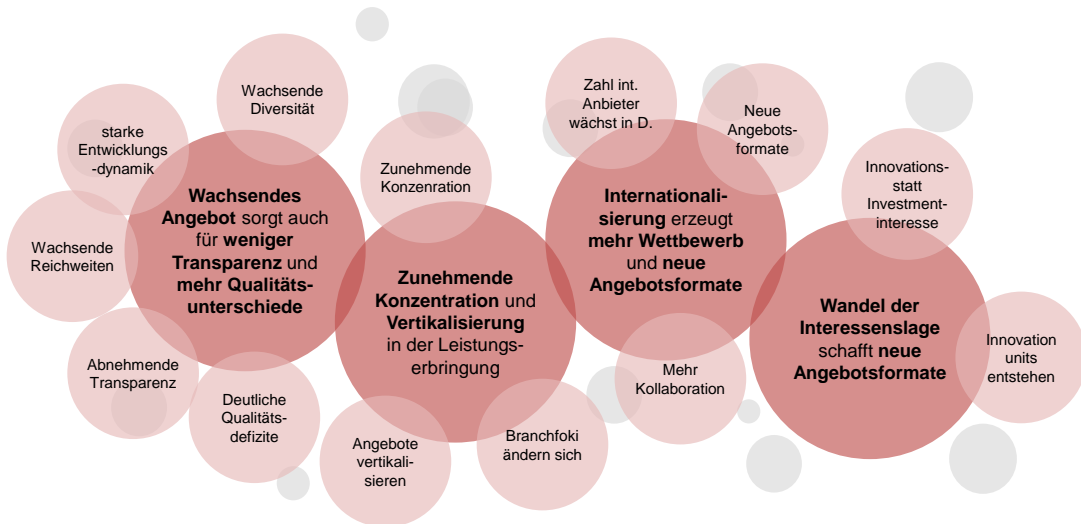 Wachsende
Diversität
starke
Entwicklungs
-dynamik
Wachsende
Reichweiten
Abnehmende
Transparenz
Deutliche
Qualitäts-
defizite
Wachsendes
Angebot sorgt auch
für weniger
Transparenz und
mehr Qualitäts-
unterschiede
Zunehmende
Konzenration
Zunehmende
Konzentration und
Vertikalisierung
in der Leistungs-
erbringung
Angebote
vertikali-
sieren
Branchfoki
ändern sich
Zahl int.
Anbieter
wächst in D.
Neue
Angebots-
formate
Internationali-
sierung erzeugt
mehr Wettbewerb
und neue
Angebotsformate
Mehr
Kollaboration
Innovations-
statt
Investment-
interesse
Wandel der
Interessenslage
schafft neue
Angebotsformate
Innovation
units
entstehen